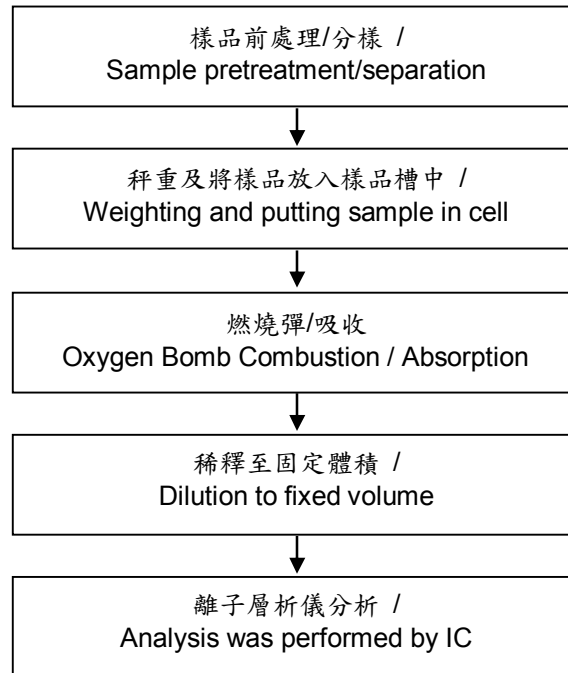 樣品前處理/分樣 /
Sample pretreatment/separation
秤重及將樣品放入樣品槽中 /
Weighting and putting sample in cell
燃燒彈/吸收
Oxygen Bomb Combustion / Absorption
稀釋至固定體積 /
Dilution to fixed volume
離子層析儀分析 /
Analysis was performed by IC